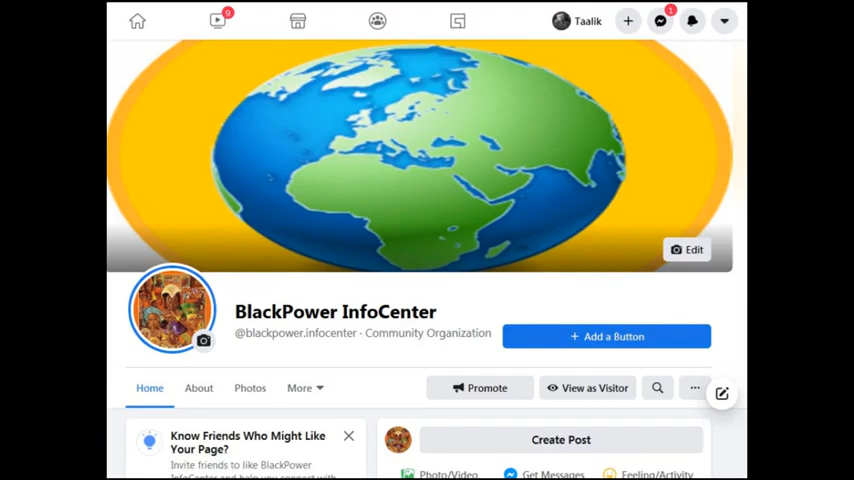 9
Taalik
1
Edit
BlackPower InfoCenter
@blackpower.infocenter · Community Organization
+ Add a Button
Home
About
Photos
More
Promote
View as Visitor
Know Friends Who Might Like
Your Page?
Invite friends to like BlackPower
InfoCenter and help you connect with
Create Post
Photo/Video
Get Messages
Feeling/Activity